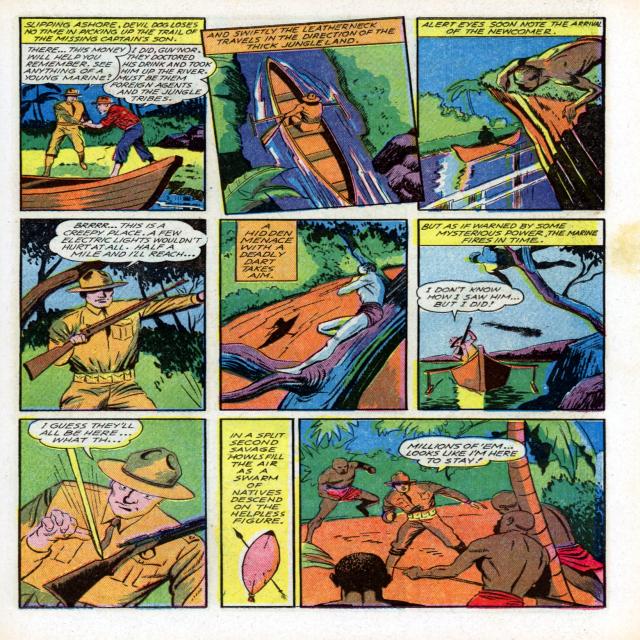 SLIPPING ASHORE, DEVIL DOG LOSES
NO TIME IN PICKING UP THE TRAIL OF
THE MISSING CAPTAIN'S SON.
THERE... THIS MONEY
WILL HELP YOU
REMEMBER. SEE
ANYTHING OF A
YOUNG MARINE?
I DID, GUV'NOR.
THEY DOCTORED
HIS DRINK AND TOOK
HIM UP THE RIVER.
MUST BE THEM
FOREIGN AGENTS
AND THE JUNGLE
TRIBES.
AND SWIFTLY THE LEATHERNECK
TRAVELS IN THE DIRECTION OF THE
THICK JUNGLELAND.
ALERT EYES SOON NOTE THE ARRIVAL
OF THE NEWCOMER.
BRRRR... THIS IS A
CREEPY PLACE. A FEW
ELECTRIC LIGHTS WOULDN'T
HURT AT ALL. HALF A
MILE AND I'LL REACH...
A
HIDDEN
MENACE
WITH A
DEADLY
DART
TAKES
AIM.
BUT AS IF WARNED BY SOME
MYSTERIOUS POWER, THE MARINE
FIRES IN TIME.
I DON'T KNOW
HOW I SAW HIM...
BUT I DID!
I GUESS THEY'LL
ALL BE HERE...
WHAT TH...
IN A SPLIT
SECOND
SAVAGE
HOWLS FILL
THE AIR
AS A
SWARM
OF
NATIVES
DESCEND
ON THE
HELPLESS
FIGURE.
MILLIONS OF 'EM...
LOOKS LIKE I'M HERE
TO STAY!